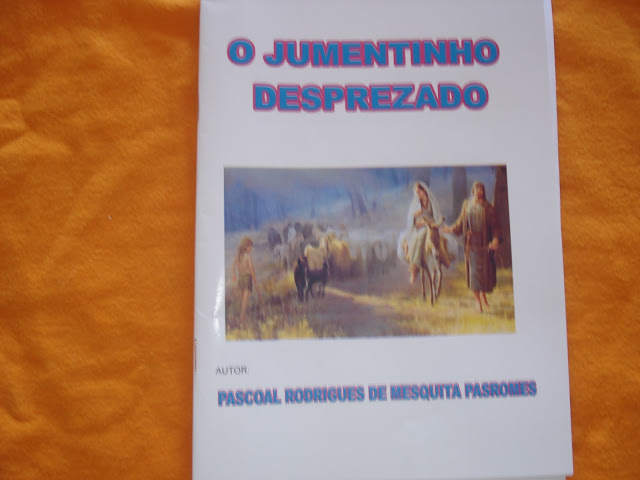 O JUMENTINHO
DESPREZADO
AUTOR:
PASCOAL RODRIGUES DE MESQUITA PASROMES